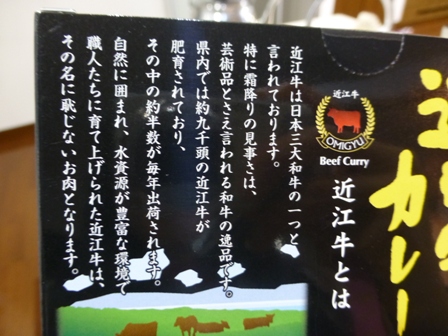 カレー
近江牛
OMIGYU
Beef Curry
近江牛とは
近江牛は日本三大和牛の一つと
言われております。
特に霜降りの見事さは、
芸術品とさえ言われる和牛の逸品です。
県内では約九千頭の近江牛が
肥育されており、
その中の約半数が毎年出荷されます。
自然に囲まれ、水資源が豊富な環境で
職人たちに育て上げられた近江牛は、
その名に恥じないお肉となります。